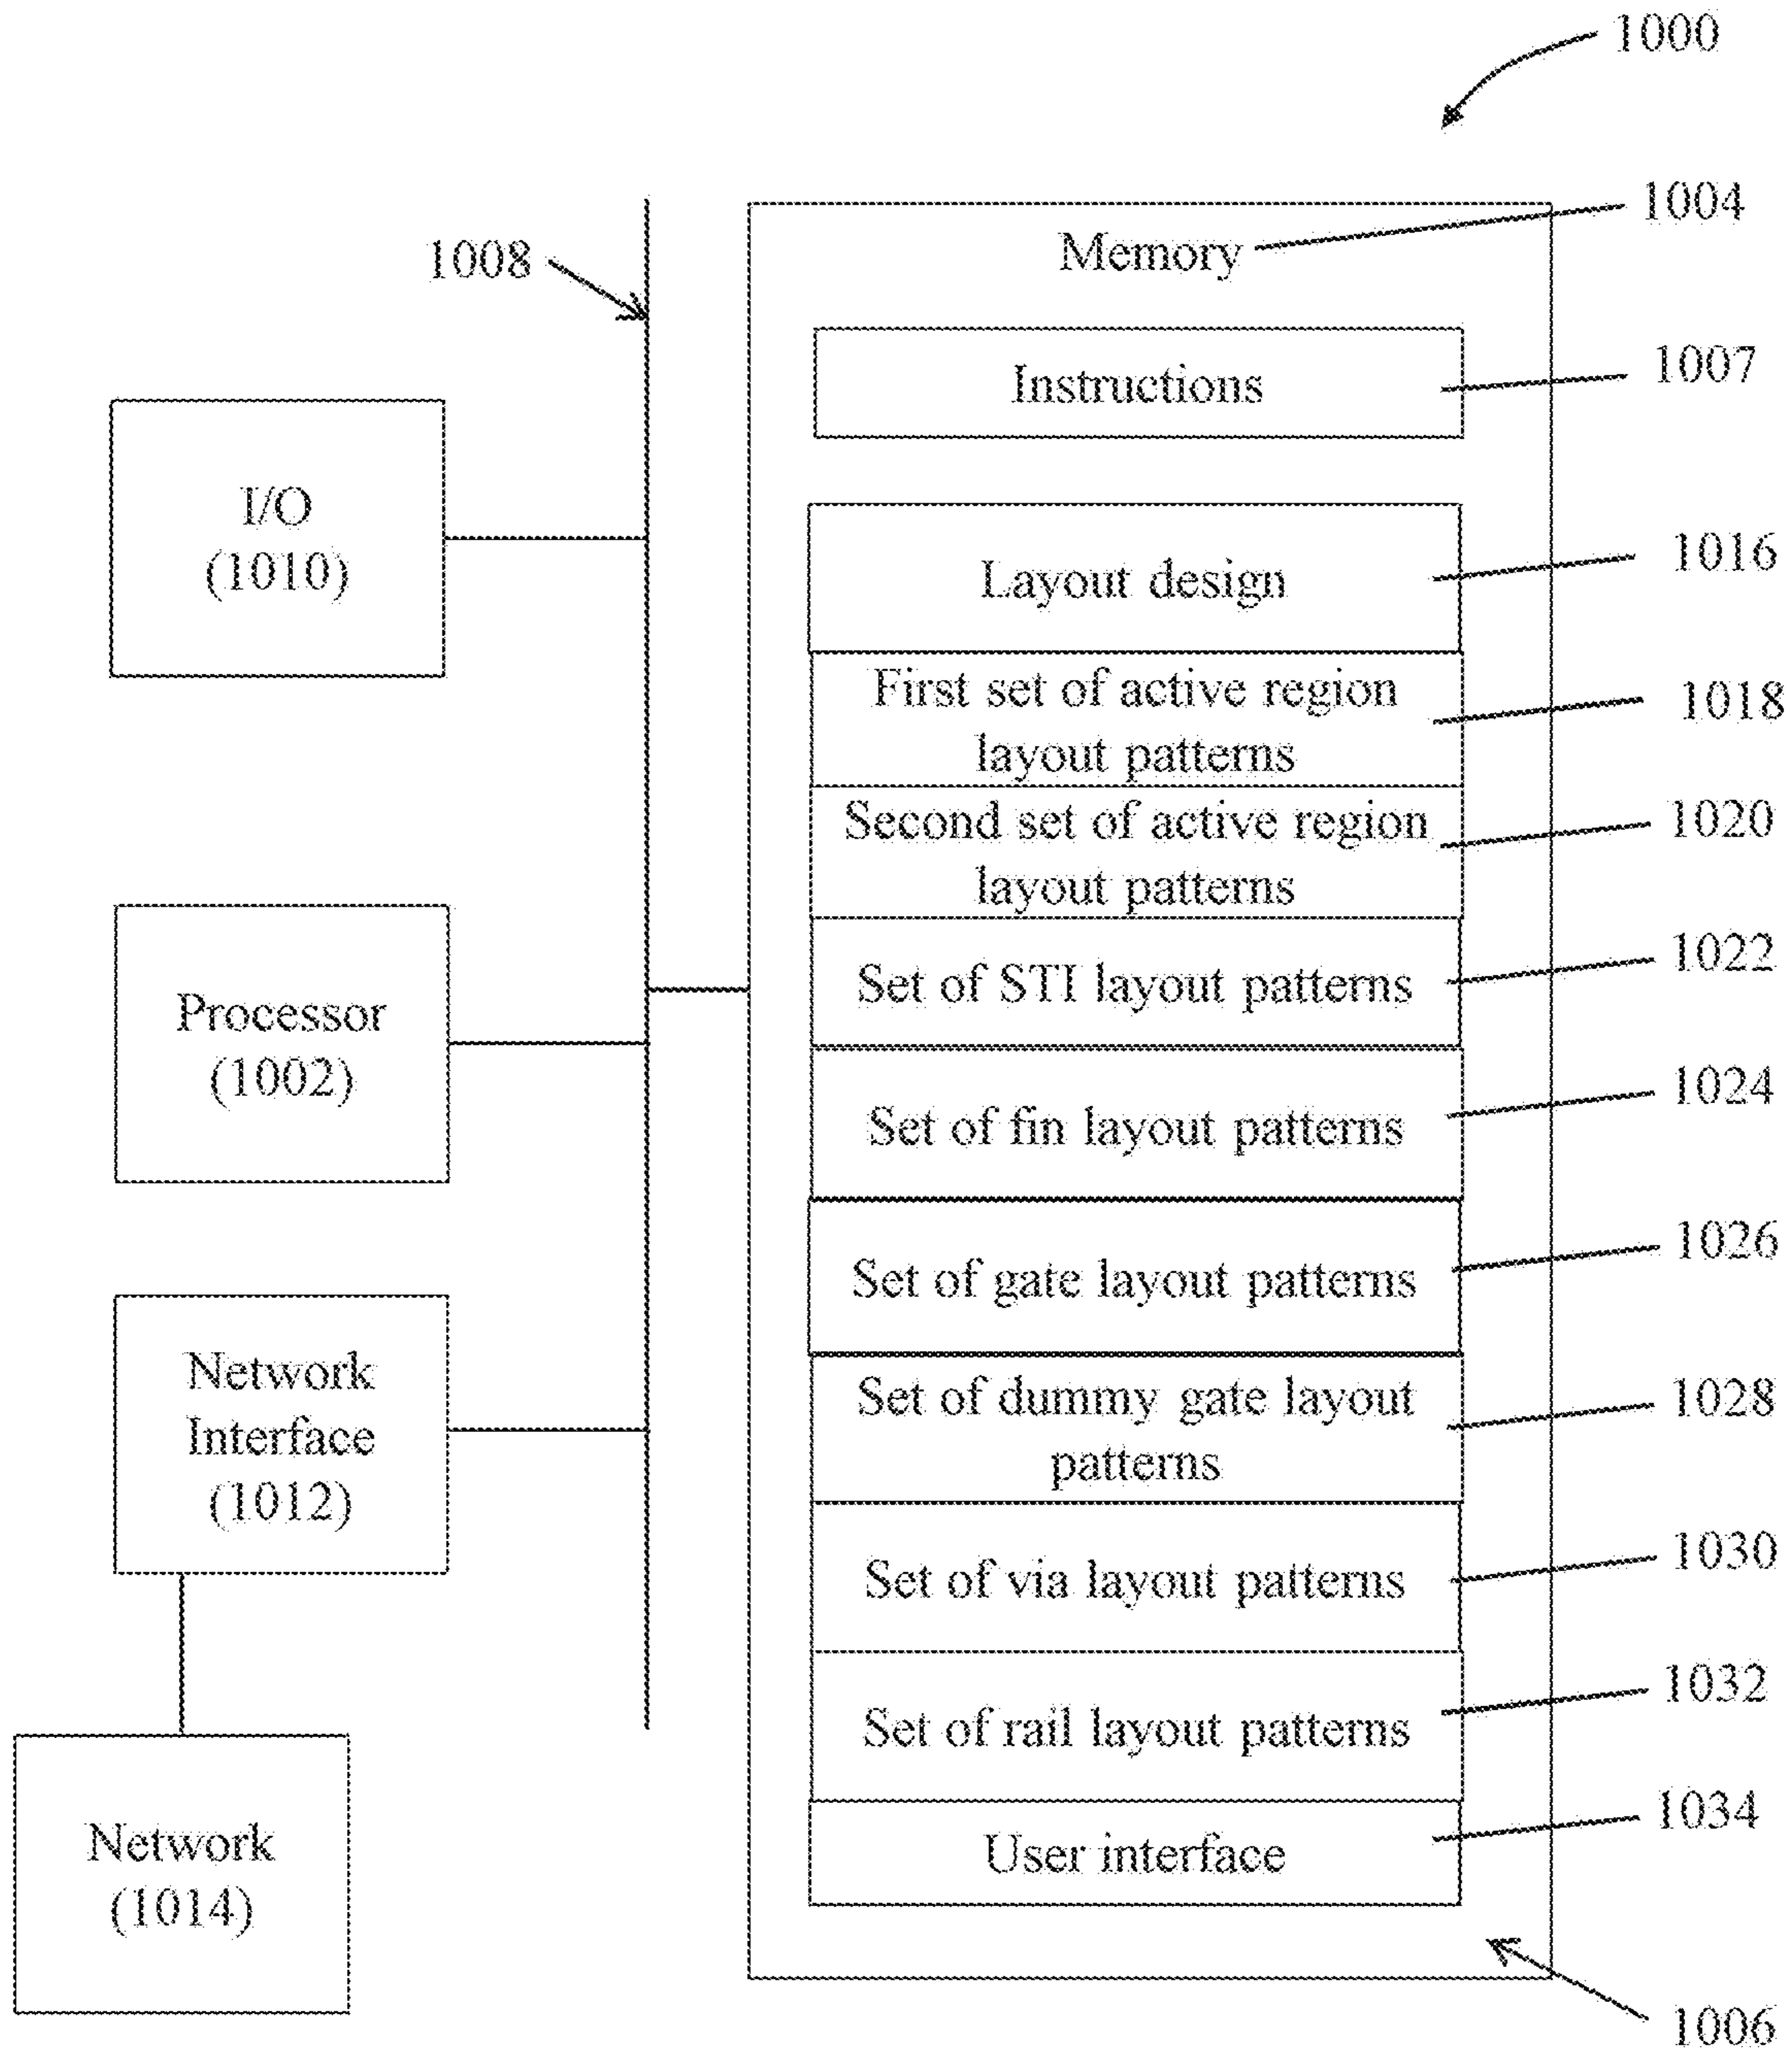 1000
1004
Memory
1008
Instructions
1007
I/O
(1010)
Layout design
1016
First set of active region
layout patterns
1018
Second set of active region
layout patterns
1020
Set of STI layout patterns
1022
Processor
(1002)
Set of fin layout patterns
1024
Set of gate layout patterns
1026
Network
Interface
(1012)
Set of dummy gate layout
patterns
1028
Set of via layout patterns
1030
Set of rail layout patterns
1032
Network
(1014)
User interface
1034
1006